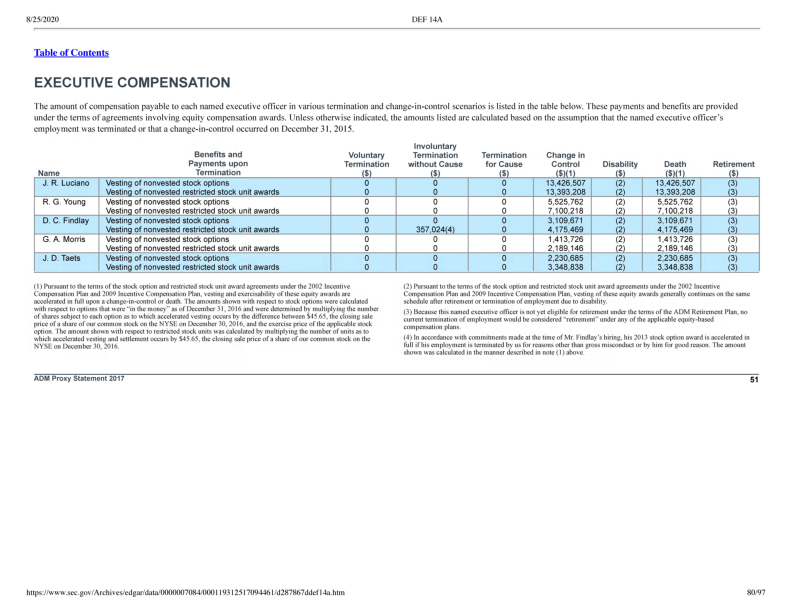 8/25/2020 DEF 14A
Table of Contents
EXECUTIVE COMPENSATION
The amount of compensation payable to each named executive officer in various termination and change-in-control scenarios is listed in the table below. These payments and benefits are provided
under the terms of agreements involving equity compensation awards. Unless otherwise indicated, the amounts listed are calculated based on the assumption that the named executive officer's
employment was terminated or that a change-in-control occurred on December 31, 2015.
Name Benefits and Payments upon Termination Voluntary Termination ($) Involuntary Termination without Cause ($) Termination for Cause ($) Change in Control ($)(1) Disability ($) Death ($)(1) Retirement ($)
J. R. Luciano Vesting of nonvested stock options 0 0 0 13,426,507 (2) 13,426,507 (3)
Vesting of nonvested restricted stock unit awards 0 0 0 13,393,208 (2) 13,393,208 (3)
R. G. Young Vesting of nonvested stock options 0 0 0 5,525,762 (2) 5,525,762 (3)
Vesting of nonvested restricted stock unit awards 0 0 0 7,100,218 (2) 7,100,218 (3)
D. C. Findlay Vesting of nonvested stock options 0 0 0 3,109,671 (2) 3,109,671 (3)
Vesting of nonvested restricted stock unit awards 0 357,024(4) 0 4,175,469 (2) 4,175,469 (3)
G. A. Morris Vesting of nonvested stock options 0 0 0 1,413,726 (2) 1,413,726 (3)
Vesting of nonvested restricted stock unit awards 0 0 0 2,189,146 (2) 2,189,146 (3)
J. D. Taets Vesting of nonvested stock options 0 0 0 2,230,685 (2) 2,230,685 (3)
Vesting of nonvested restricted stock unit awards 0 0 0 3,348,838 (2) 3,348,838 (3)
(1) Pursuant to the terms of the stock option and restricted stock unit award agreements under the 2002 Incentive
Compensation Plan and 2009 Incentive Compensation Plan, vesting and exercisability of these equity awards are
accelerated in full upon a change-in-control or death. The amounts shown with respect to stock options were calculated
with respect to options that were "in the money" as of December 31, 2016 and were determined by multiplying the number
of shares subject to each option as to which accelerated vesting occurs by the difference between $45.65, the closing sale
price of a share of our common stock on the NYSE on December 30, 2016, and the exercise price of the applicable stock
option. The amount shown with respect to restricted stock units was calculated by multiplying the number of units as to
which accelerated vesting and settlement occurs by $45.65, the closing sale price of a share of our common stock on the
NYSE on December 30, 2016.
(2) Pursuant to the terms of the stock option and restricted stock unit award agreements under the 2002 Incentive
Compensation Plan and 2009 Incentive Compensation Plan, vesting of these equity awards generally continues on the same
schedule after retirement or termination of employment due to disability.
(3) Because this named executive officer is not yet eligible for retirement under the terms of the ADM Retirement Plan, no
current termination of employment would be considered "retirement" under any of the applicable equity-based
compensation plans.
(4) In accordance with commitments made at the time of Mr. Findlay's hiring, his 2013 stock option award is accelerated in
full if his employment is terminated by us for reasons other than gross misconduct or by him for good reason. The amount
shown was calculated in the manner described in note (1) above.
ADM Proxy Statement 2017 51
https://www.sec.gov/Archives/edgar/data/0000007084/000119312517094461/d287867ddef14a.htm 80/97